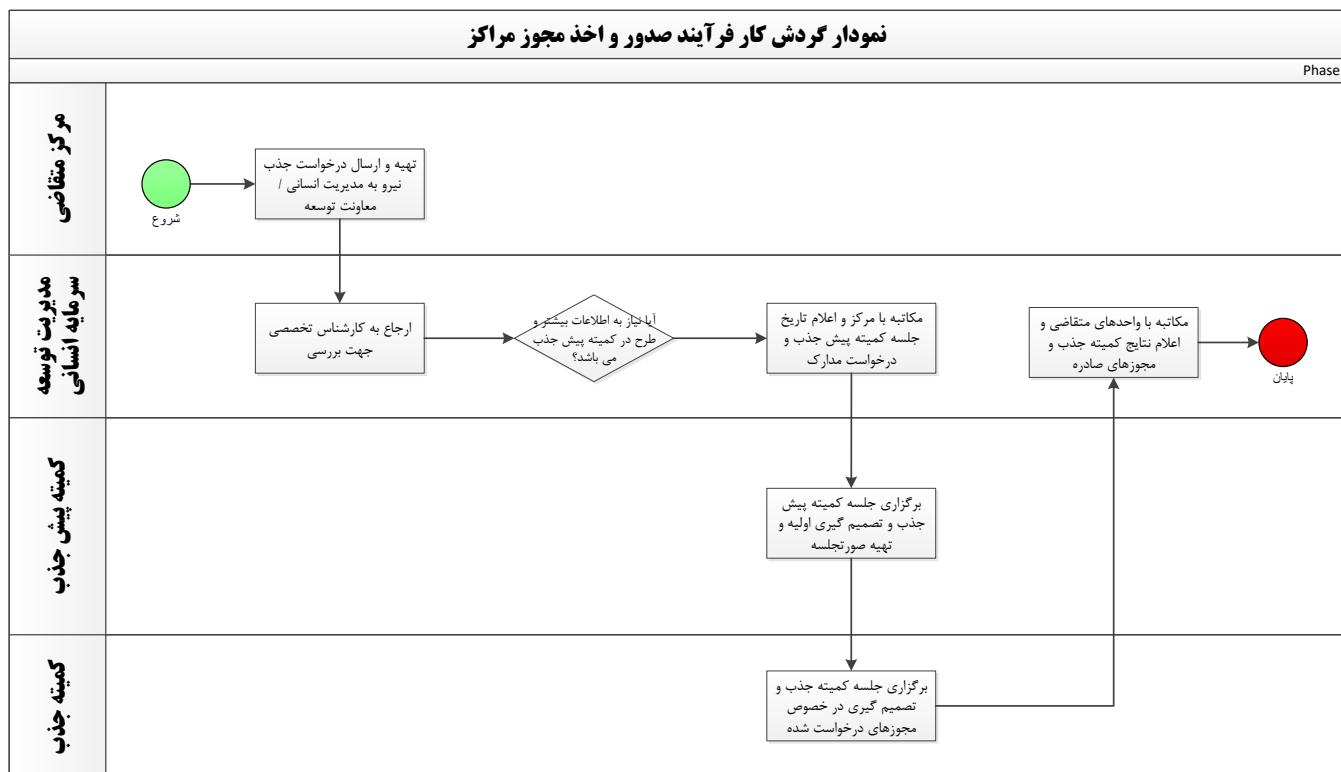 نمودار گردش کار فرآیند صدور و اخذ مجوز مراکز
Phase
مرکز متقاضی
شروع
تهیه و ارسال درخواست جذب
نیرو به مدیریت انسانی /
معاونت توسعه
مدیریت توسعه
سرمایه انسانی
ارجاع به کارشناس تخصصی
جهت بررسی
آیا نیاز به اطلاعات بیشتر و
طرح در کمیته پیش جذب
می باشد؟
مکاتبه با مرکز و اعلام تاریخ
جلسه کمیته پیش جذب و
درخواست مدارک
مکاتبه با واحدهای متقاضی و
اعلام نتایج کمیته جذب و
مجوزهای صادره
پایان
کمیته پیش جذب
برگزاری جلسه کمیته پیش
جذب و تصمیم گیری اولیه و
تهیه صورتجلسه
کمیته جذب
برگزاری جلسه کمیته جذب و
تصمیم گیری در خصوص
مجوزهای درخواست شده